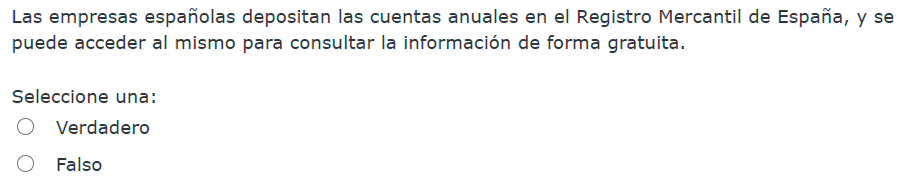 Las empresas españolas depositan las cuentas anuales en el Registro Mercantil de España, y se
puede acceder al mismo para consultar la información de forma gratuita.
Seleccione una:
Verdadero
Falso